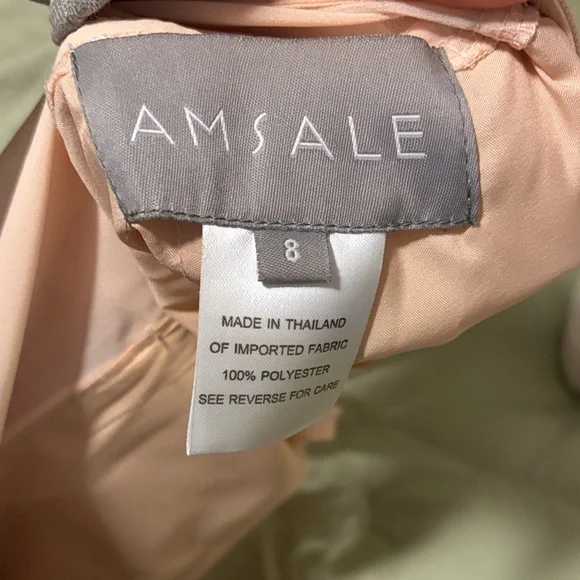 AMSALE
8
MADE IN THAILAND
OF IMPORTED FABRIC
100% POLYESTER
SEE REVERSE FOR CARE